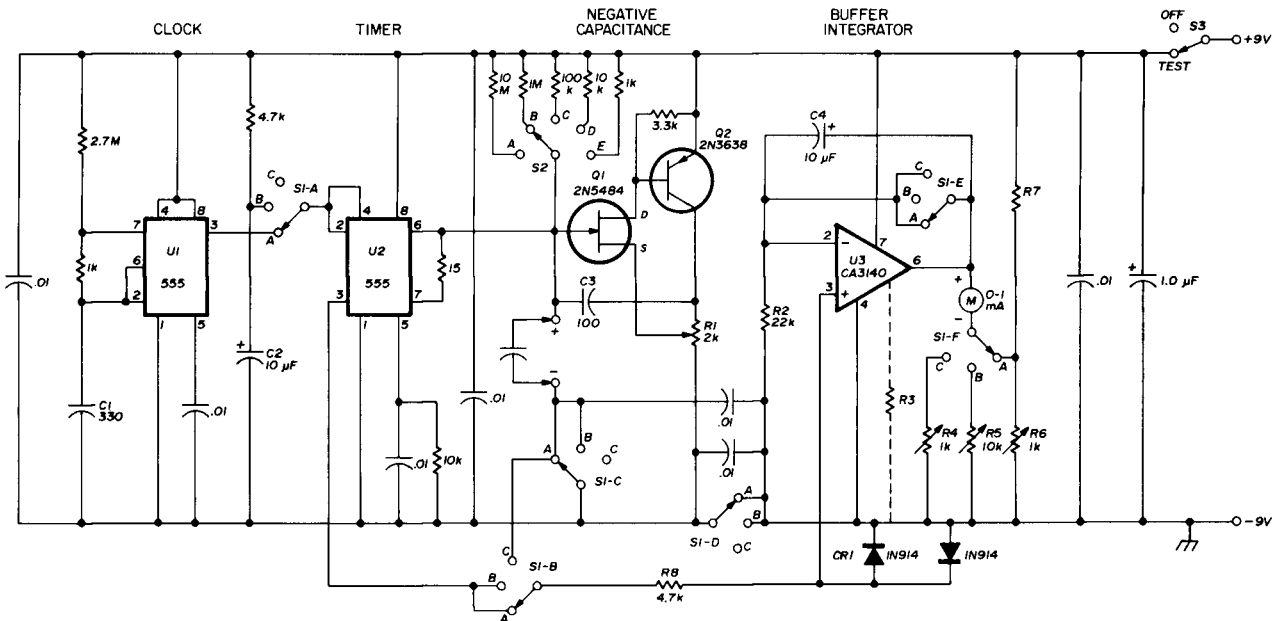 CLOCK
TIMER
NEGATIVE
CAPACITANCE
BUFFER
INTEGRATOR
OFF
S3
+9V
TEST
.01
2.7M
1k
C1
330
4 8
7 3
6
2
1 5
U1
555
.01
4.7k
C2
+
10 µF
C
B
A
S1-A
4 8
2 6
3 7
1 5
U2
555
15
.01
10k
.01
10
M
1M
100
k
10
k
1k
A
B
C
D
E
S2
Q1
2N5484
D
S
3.3k
Q2
2N3638
C3
100
R1
2k
+
−
A
B
C
S1-C
.01
.01
S1-D
A
B
C
C
B
A
S1-B
R8
4.7k
C4
+
10 µF
C
B
A
S1-E
R2
22k
2 −
3 +
7
6
4
U3
CA3140
R3
+
M
0-1
mA
−
S1-F
C
B
A
R7
R4
1k
R5
10k
R6
1k
CR1
1N914
1N914
.01
+
1.0 µF
−9V